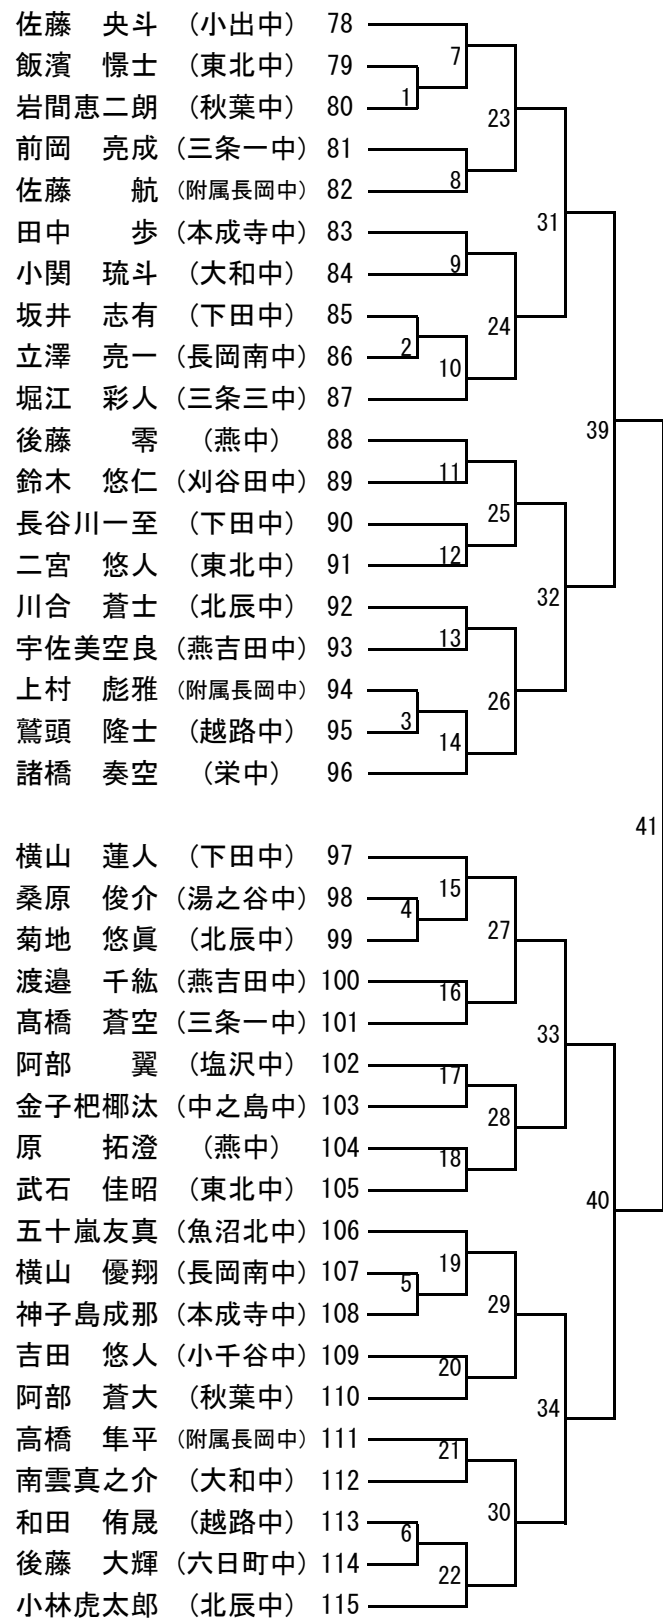 佐藤　央斗 (小出中) 78
飯濱　憬士 (東北中) 79
7
岩間恵二朗 (秋葉中) 80
1
23
前岡　亮成 (三条一中) 81
佐藤　　航 (附属長岡中) 82
8
田中　　歩 (本成寺中) 83
31
小関　琉斗 (大和中) 84
9
坂井　志有 (下田中) 85
24
立澤　亮一 (長岡南中) 86
2
10
堀江　彩人 (三条三中) 87
39
後藤　　零 (燕中) 88
鈴木　悠仁 (刈谷田中) 89
11
長谷川一至 (下田中) 90
25
二宮　悠人 (東北中) 91
12
川合　蒼士 (北辰中) 92
32
宇佐美空良 (燕吉田中) 93
13
上村　彪雅 (附属長岡中) 94
26
鷲頭　隆士 (越路中) 95
3
14
諸橋　奏空 (栄中) 96
41
横山　蓮人 (下田中) 97
桑原　俊介 (湯之谷中) 98
15
4
菊地　悠眞 (北辰中) 99
27
渡邉　千紘 (燕吉田中) 100
16
髙橋　蒼空 (三条一中) 101
33
阿部　　翼 (塩沢中) 102
17
金子杷椰汰 (中之島中) 103
28
原　　拓澄 (燕中) 104
18
武石　佳昭 (東北中) 105
40
五十嵐友真 (魚沼北中) 106
横山　優翔 (長岡南中) 107
19
5
神子島成那 (本成寺中) 108
29
吉田　悠人 (小千谷中) 109
20
阿部　蒼大 (秋葉中) 110
34
高橋　隼平 (附属長岡中) 111
21
南雲真之介 (大和中) 112
和田　侑晟 (越路中) 113
30
6
後藤　大輝 (六日町中) 114
22
小林虎太郎 (北辰中) 115